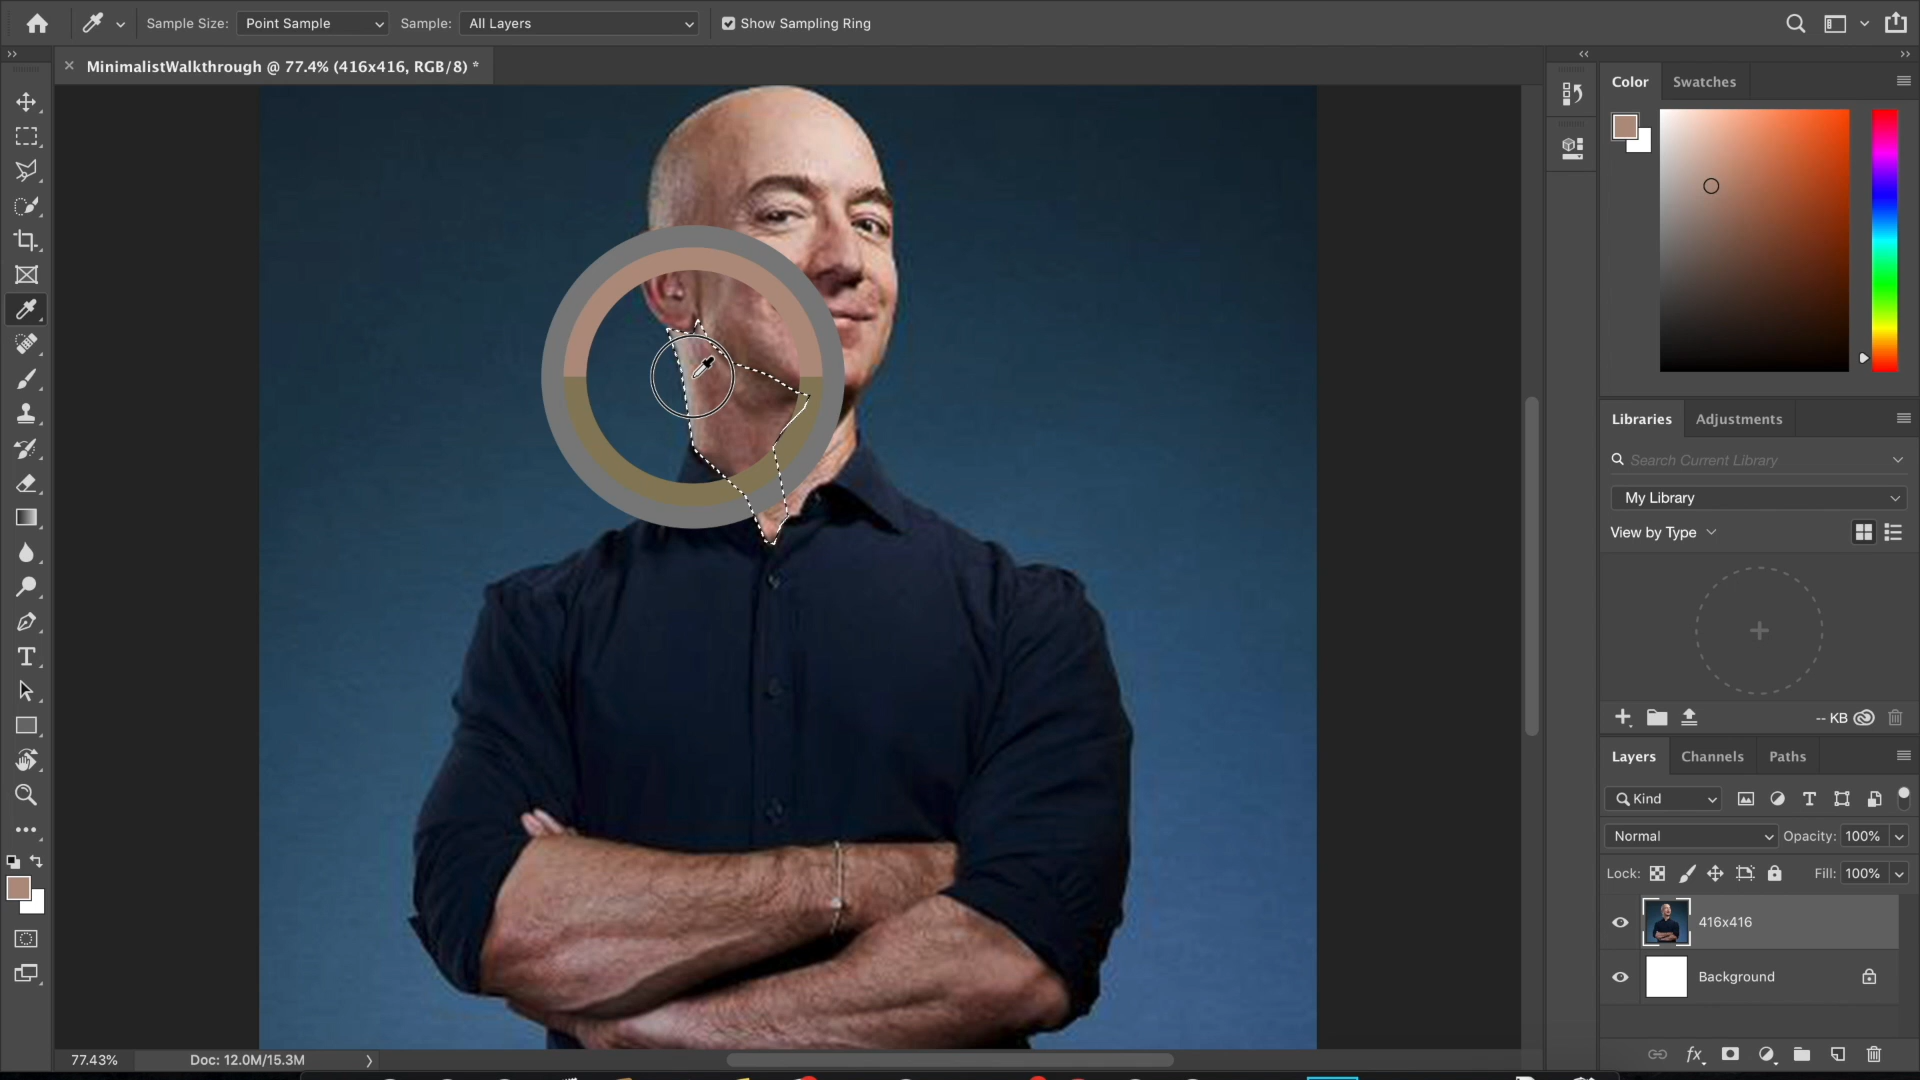 Sample Size: Point Sample Sample: All Layers Show Sampling Ring
MinimalistWalkthrough @ 77.4% (416x416, RGB/8) *
Color Swatches
Libraries Adjustments
Search Current Library
My Library
View by Type
-- KB
Layers Channels Paths
Kind
Normal Opacity: 100%
Lock: Fill: 100%
416x416
Background
77.43% Doc: 12.0M/15.3M